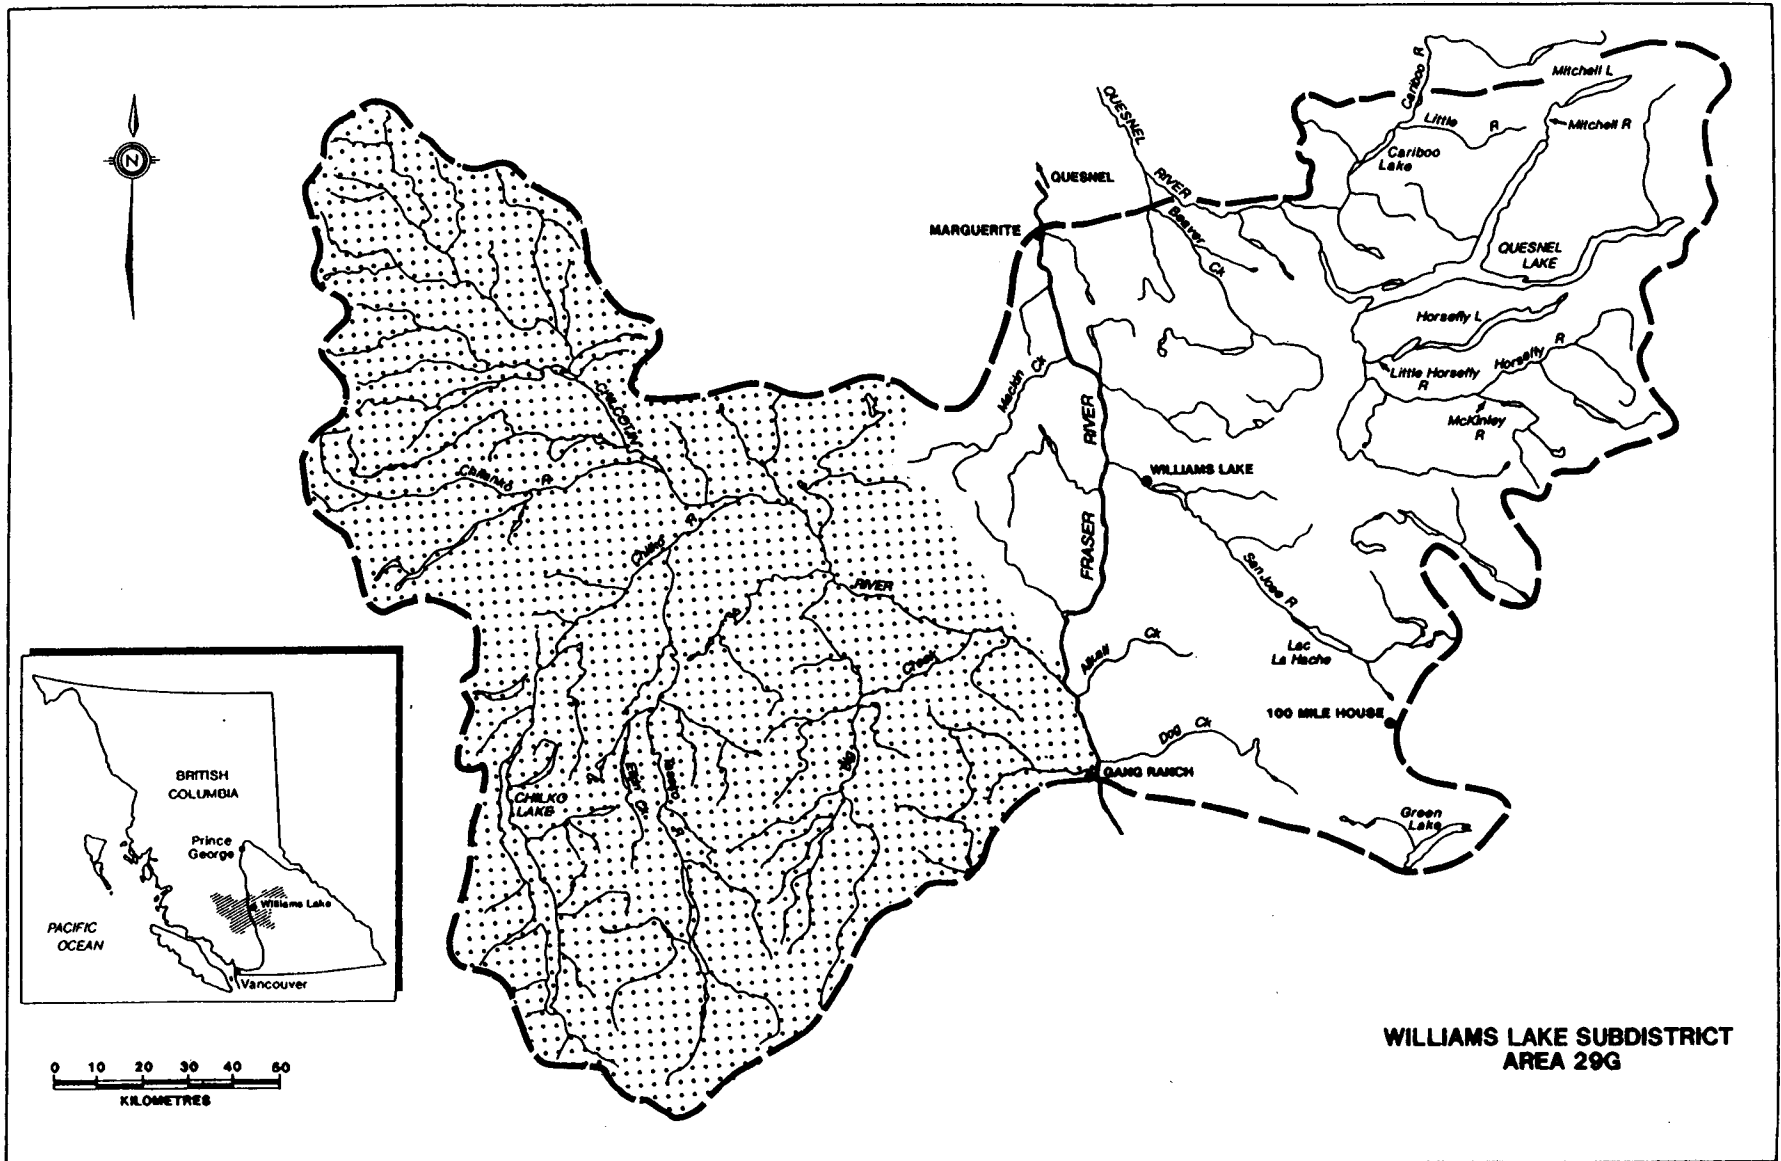 N
QUESNEL
RIVER
Cariboo R
Mitchell L
Mitchell R
Little R
Cariboo
Lake
QUESNEL
MARGUERITE
Beaver Ck
QUESNEL
LAKE
Horsefly L
Horsefly R
Little Horsefly
R
McKinley
R
Mackin Ck
CHILCOTIN
RIVER
FRASER RIVER
Chilanko R
WILLIAMS LAKE
Chilko R
San Jose R
Lac
La Hache
Alkali Ck
Big Creek
100 MILE HOUSE
Dog Ck
GANG RANCH
CHILKO
LAKE
Elkin Ck
Taseko R
Green
Lake
BRITISH
COLUMBIA
Prince
George
Williams Lake
PACIFIC
OCEAN
Vancouver
0 10 20 30 40 50
KILOMETRES
WILLIAMS LAKE SUBDISTRICT
AREA 29G